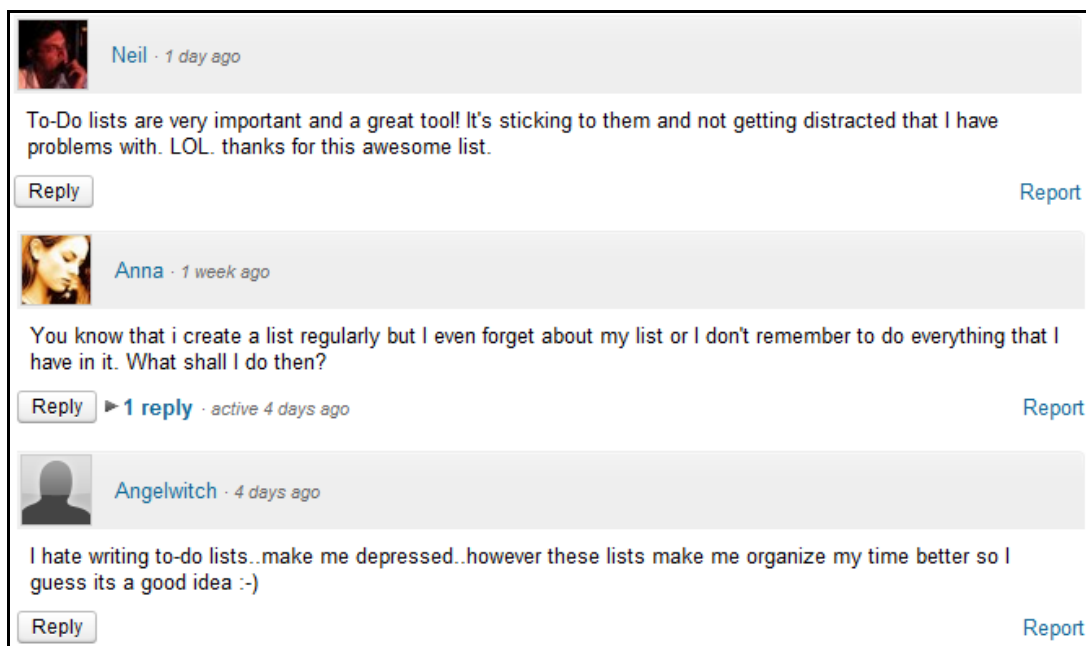 Neil · 1 day ago
To-Do lists are very important and a great tool! It's sticking to them and not getting distracted that I have
problems with. LOL. thanks for this awesome list.
Reply Report
Anna · 1 week ago
You know that i create a list regularly but I even forget about my list or I don't remember to do everything that I
have in it. What shall I do then?
Reply ▶ 1 reply · active 4 days ago Report
Angelwitch · 4 days ago
I hate writing to-do lists..make me depressed..however these lists make me organize my time better so I
guess its a good idea :-)
Reply Report